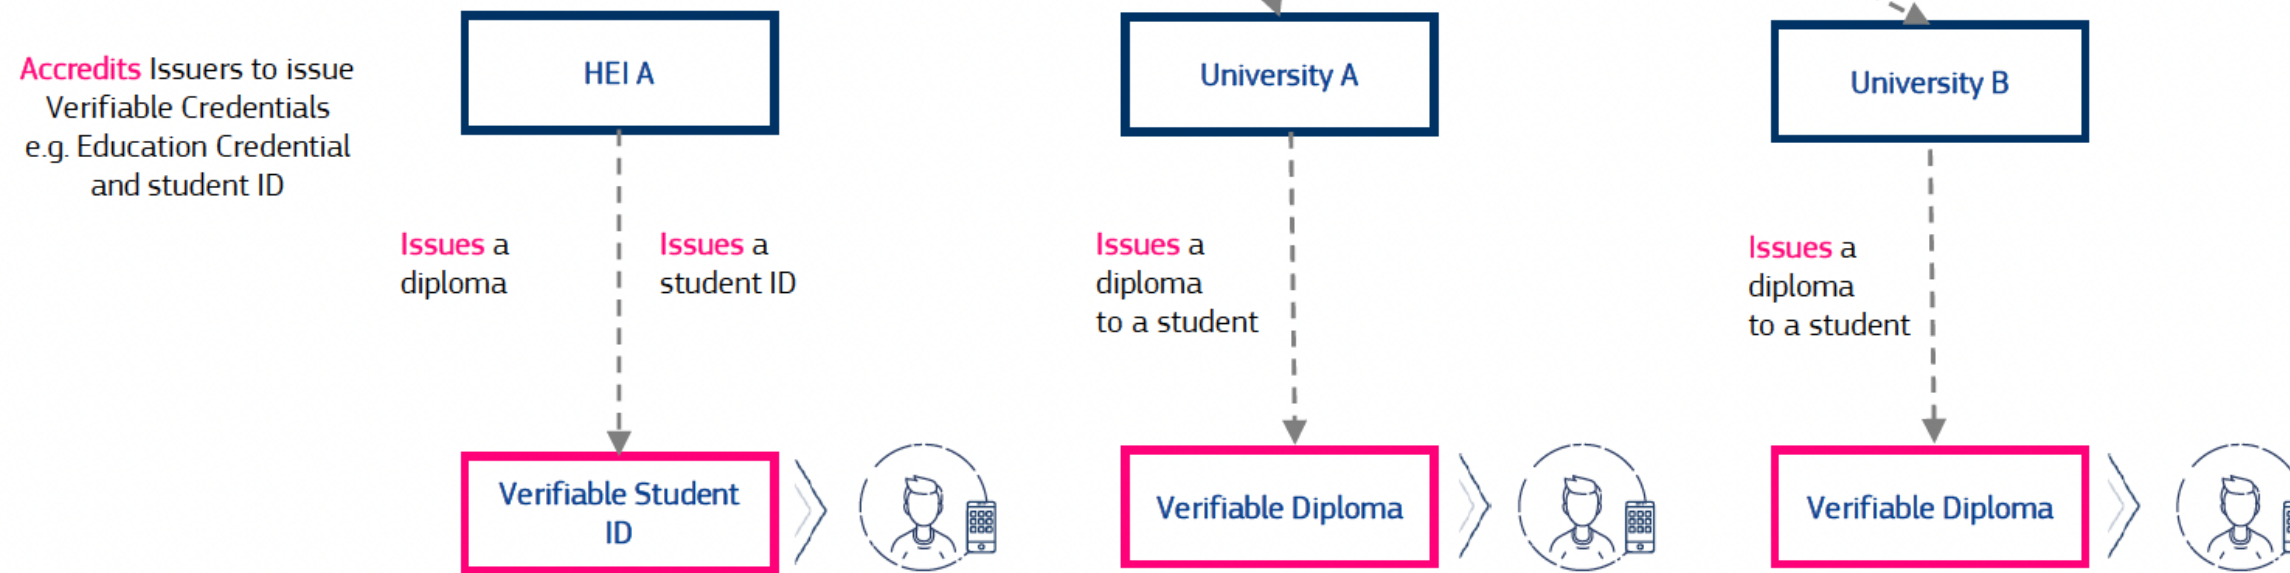 Accredits Issuers to issue
Verifiable Credentials
e.g. Education Credential
and student ID
HEI A
University A
University B
Issues a
diploma
Issues a
student ID
Issues a
diploma
to a student
Issues a
diploma
to a student
Verifiable Student
ID
Verifiable Diploma
Verifiable Diploma